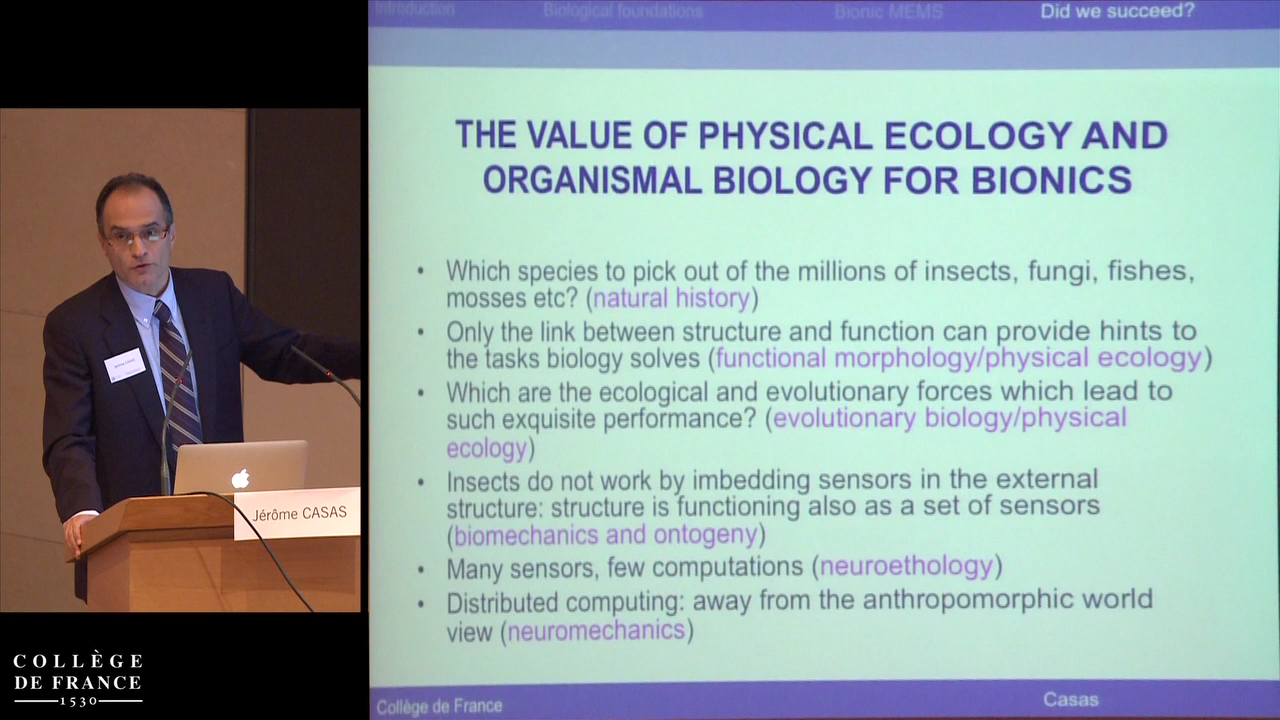 Introduction
Biological foundations
Bionic MEMS
Did we succeed?
THE VALUE OF PHYSICAL ECOLOGY AND
ORGANISMAL BIOLOGY FOR BIONICS
• Which species to pick out of the millions of insects, fungi, fishes,
mosses etc? (natural history)
• Only the link between structure and function can provide hints to
the tasks biology solves (functional morphology/physical ecology)
• Which are the ecological and evolutionary forces which lead to
such exquisite performance? (evolutionary biology/physical
ecology)
• Insects do not work by imbedding sensors in the external
structure: structure is functioning also as a set of sensors
(biomechanics and ontogeny)
• Many sensors, few computations (neuroethology)
• Distributed computing: away from the anthropomorphic world
view (neuromechanics)
Collège de France
Casas
Jérôme CASAS
COLLÈGE
DE FRANCE
1530